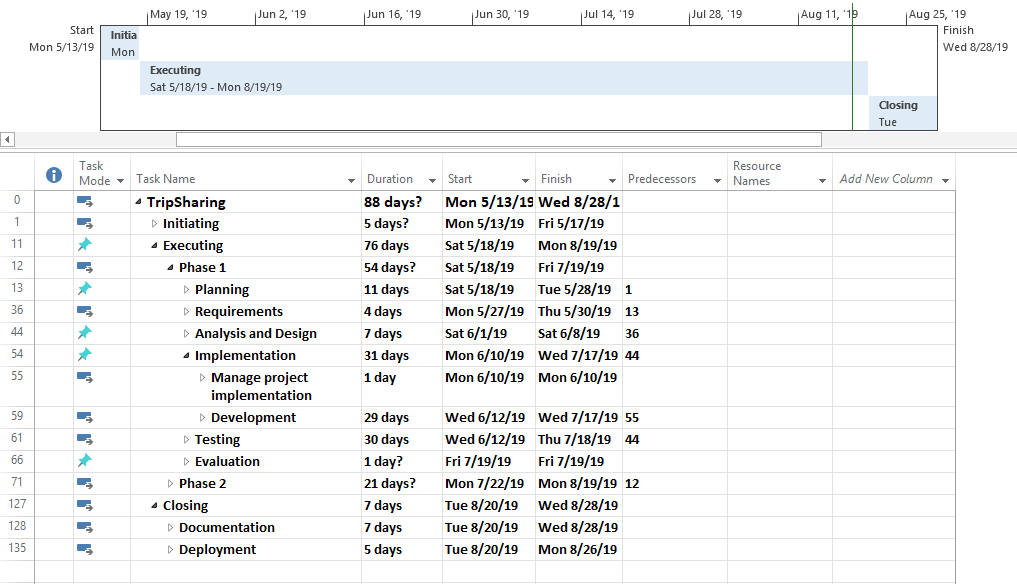 May 19, '19 Jun 2, '19 Jun 16, '19 Jun 30, '19 Jul 14, '19 Jul 28, '19 Aug 11, '19 Aug 25, '19
Start
Mon 5/13/19
Initia
Mon
Executing
Sat 5/18/19 - Mon 8/19/19
Closing
Tue
Finish
Wed 8/28/19
Task Mode Task Name Duration Start Finish Predecessors Resource Names Add New Column
0 TripSharing 88 days? Mon 5/13/19 Wed 8/28/1
1 Initiating 5 days? Mon 5/13/19 Fri 5/17/19
11 Executing 76 days Sat 5/18/19 Mon 8/19/19
12 Phase 1 54 days? Sat 5/18/19 Fri 7/19/19
13 Planning 11 days Sat 5/18/19 Tue 5/28/19 1
36 Requirements 4 days Mon 5/27/19 Thu 5/30/19 13
44 Analysis and Design 7 days Sat 6/1/19 Sat 6/8/19 36
54 Implementation 31 days Mon 6/10/19 Wed 7/17/19 44
55 Manage project implementation 1 day Mon 6/10/19 Mon 6/10/19
59 Development 29 days Wed 6/12/19 Wed 7/17/19 55
61 Testing 30 days Wed 6/12/19 Thu 7/18/19 44
66 Evaluation 1 day? Fri 7/19/19 Fri 7/19/19
71 Phase 2 21 days? Mon 7/22/19 Mon 8/19/19 12
127 Closing 7 days Tue 8/20/19 Wed 8/28/19
128 Documentation 7 days Tue 8/20/19 Wed 8/28/19
135 Deployment 5 days Tue 8/20/19 Mon 8/26/19